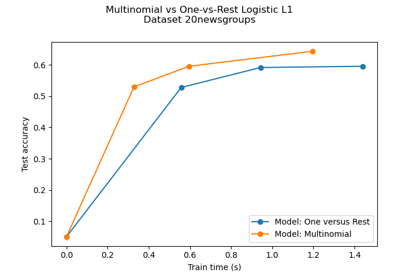 Multinomial vs One-vs-Rest Logistic L1
Dataset 20newsgroups
0.6
0.5
0.4
0.3
0.2
0.1
Test accuracy
Model: One versus Rest
Model: Multinomial
0.0 0.2 0.4 0.6 0.8 1.0 1.2 1.4
Train time (s)